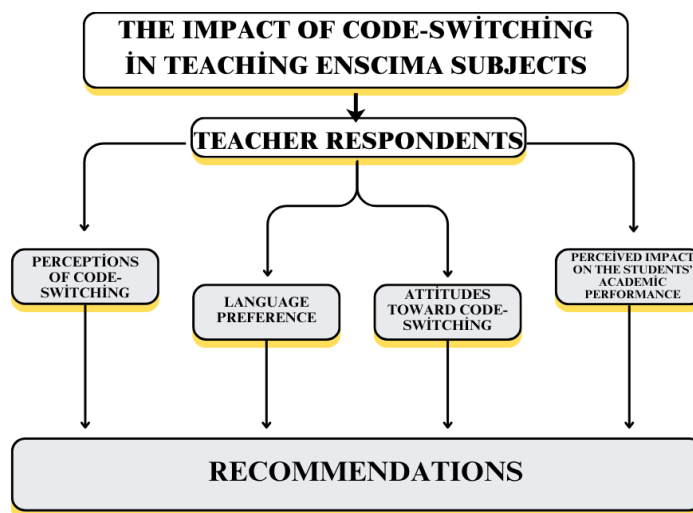 THE IMPACT OF CODE-SWİTCHİNG
İN TEACHİNG ENSCIMA SUBJECTS
TEACHER RESPONDENTS
PERCEPTİONS
OF CODE-
SWİTCHİNG
LANGUAGE
PREFERENCE
ATTİTUDES
TOWARD CODE-
SWİTCHİNG
PERCEİVED IMPACT
ON THE STUDENTS'
ACADEMİC
PERFORMANCE
RECOMMENDATIONS